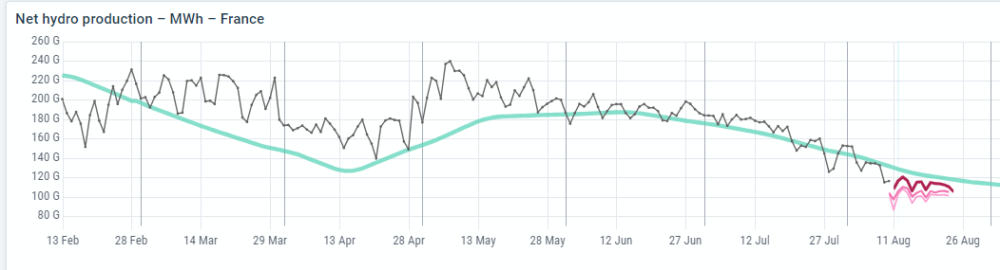 Net hydro production – MWh – France
260 G
240 G
220 G
200 G
180 G
160 G
140 G
120 G
100 G
80 G
13 Feb 28 Feb 14 Mar 29 Mar 13 Apr 28 Apr 13 May 28 May 12 Jun 27 Jun 12 Jul 27 Jul 11 Aug 26 Aug